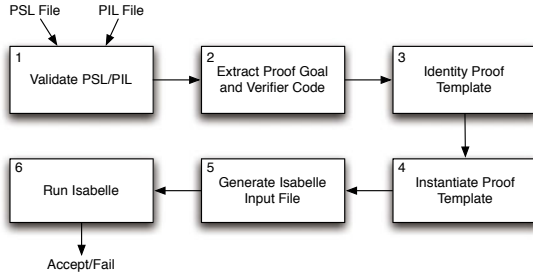 PSL File
PIL File
1
Validate PSL/PIL
2
Extract Proof Goal
and Verifier Code
3
Identity Proof
Template
4
Instantiate Proof
Template
5
Generate Isabelle
Input File
6
Run Isabelle
Accept/Fail